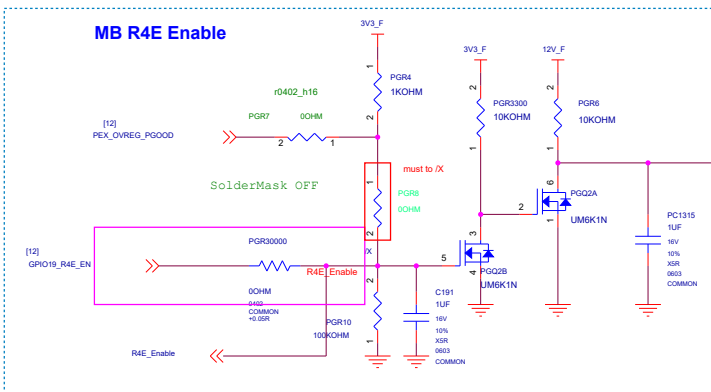 MB R4E Enable
3V3_F
3V3_F
12V_F
1
PGR4
1KOHM
2
2
PGR3300
10KOHM
1
2
PGR6
10KOHM
1
r0402_h16
[12]
PGR7
0OHM
PEX_OVREG_PGOOD
2
1
must to /X
SolderMask OFF
1
PGR8
0OHM
2
6
PGQ2A
2
1
UM6K1N
PC1315
1UF
16V
10%
X5R
0603
COMMON
[12]
PGR30000
/X
GPIO19_R4E_EN
R4E_Enable
0OHM
0402
COMMON
+0.05R
3
5
PGQ2B
4
UM6K1N
2
PGR10
100KOHM
1
C191
1UF
16V
10%
X5R
0603
COMMON
R4E_Enable